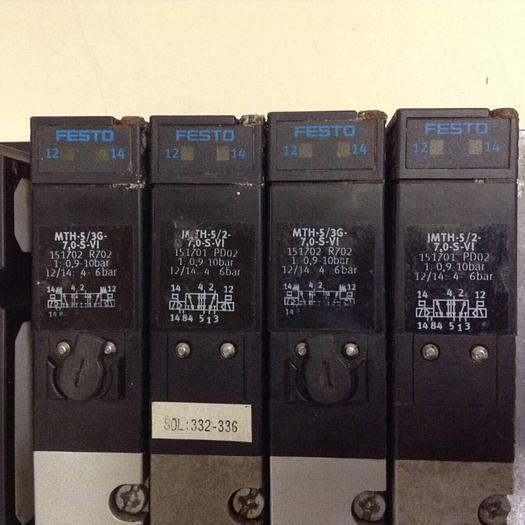 FESTO
12 14
MTH-5/3G-
7,0-S-VI
151702 R702
1: 0,9-10bar
12/14: 4- 6bar
14 4 2 12
14
FESTO
12 14
JMTH-5/2-
7,0-S-VI
151701 PD02
1: 0,9 10bar
12/14: 4 6bar
14 4 2 12
14 84 5 1 3
SDL:332-336
FESTO
12 14
MTH-5/3G-
7,0-S-VI
151702 R702
1: 0,9-10bar
12/14: 4- 6bar
14 4 2 12
14
FESTO
12 14
JMTH-5/2-
7,0-S-VI
151701 PD02
1: 0,9 10bar
12/14: 4 6bar
14 4 2 12
14 84 5 1 3